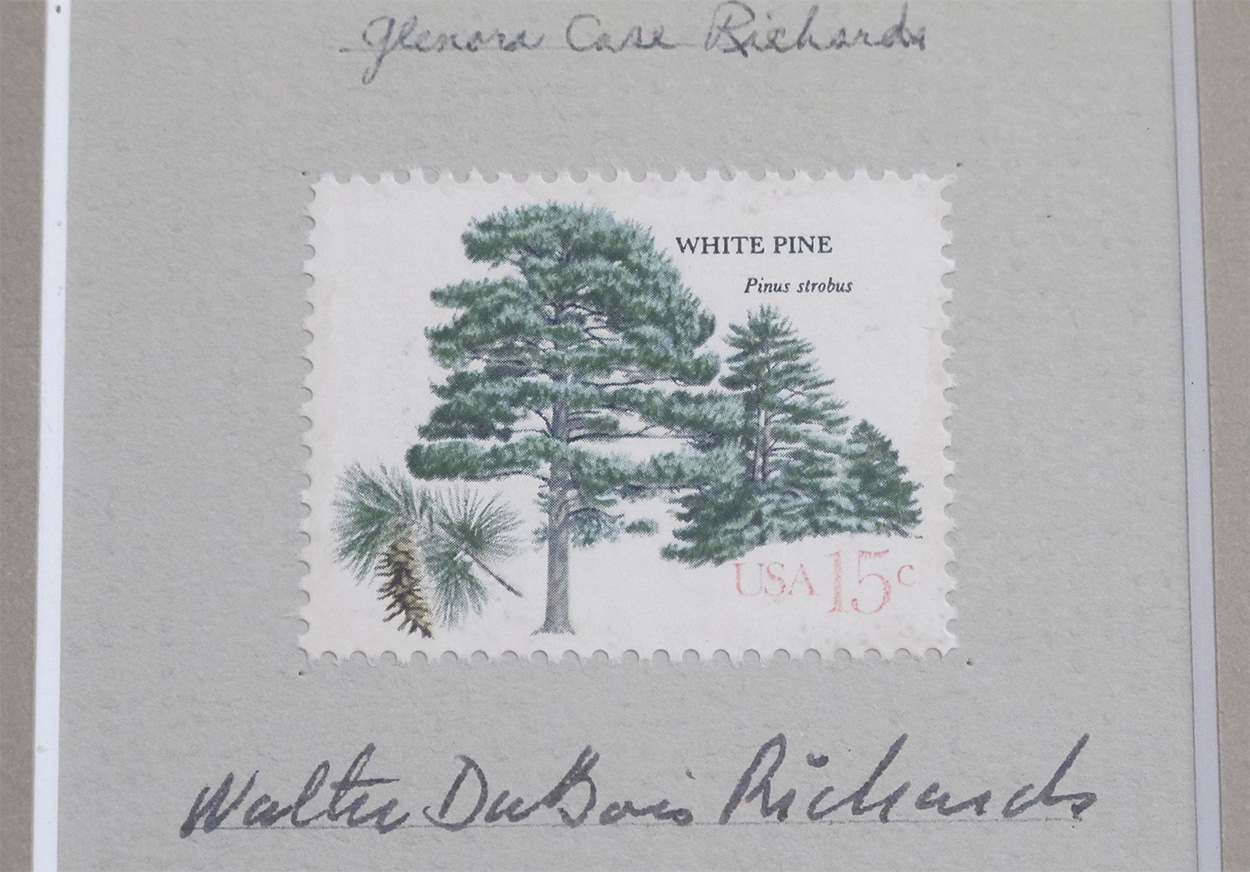 Glenora Case Richards
WHITE PINE
Pinus strobus
USA 15c
Walter DuBois Richards